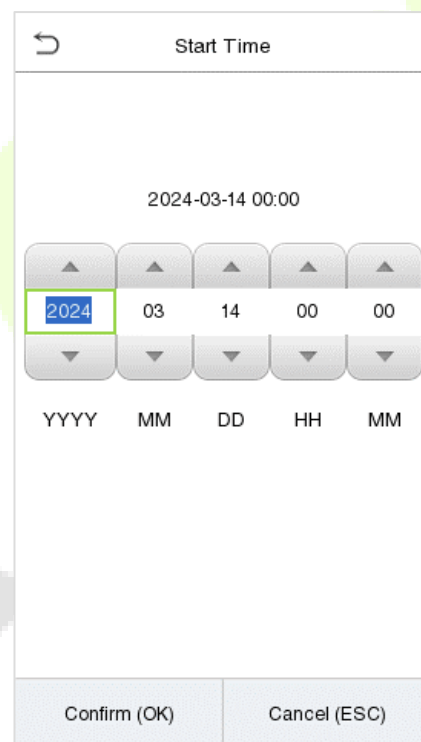 Start Time
2024-03-14 00:00
2024 03 14 00 00
YYYY MM DD HH MM
Confirm (OK) Cancel (ESC)